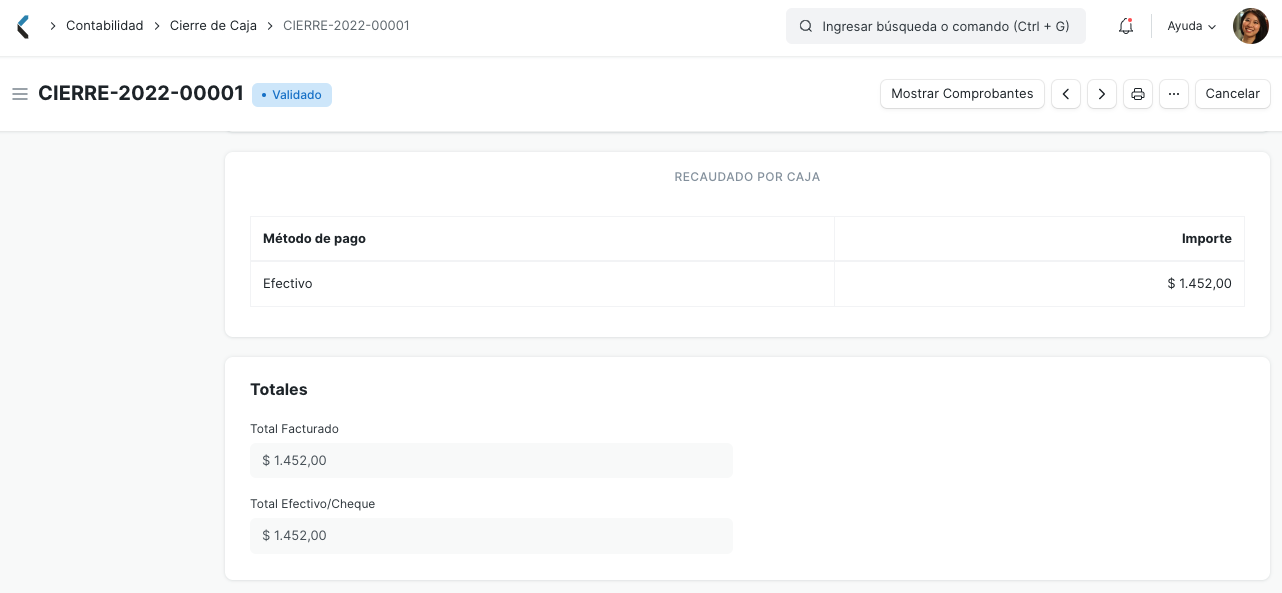 Contabilidad > Cierre de Caja > CIERRE-2022-00001
Ingresar búsqueda o comando (Ctrl + G)
Ayuda
CIERRE-2022-00001
• Validado
Mostrar Comprobantes
Cancelar
RECAUDADO POR CAJA
Método de pago Importe
Efectivo $ 1.452,00
Totales
Total Facturado
$ 1.452,00
Total Efectivo/Cheque
$ 1.452,00